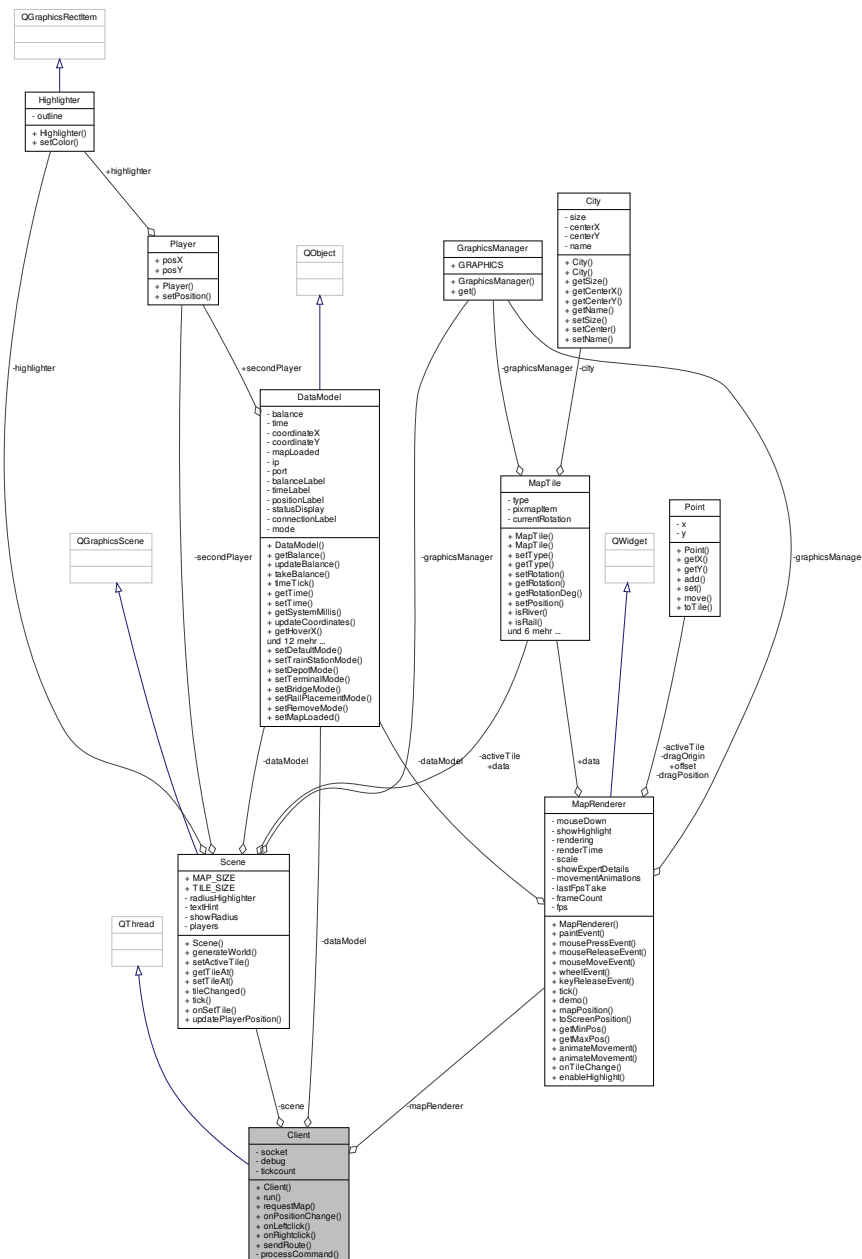 QGraphicsRectItem
Highlighter
- outline
+ Highlighter()
+ setColor()
+highlighter
City
- size
- centerX
- centerY
- name
+ City()
+ City()
+ getSize()
+ getCenterX()
+ getCenterY()
+ getName()
+ setSize()
+ setCenter()
+ setName()
Player
+ posX
+ posY
+ Player()
+ setPosition()
QObject
GraphicsManager
+ GRAPHICS
+ GraphicsManager()
+ get()
-highlighter
+secondPlayer
-graphicsManager
-city
DataModel
- balance
- time
- coordinateX
- coordinateY
- mapLoaded
- ip
- port
- balanceLabel
- timeLabel
- positionLabel
- statusDisplay
- connectionLabel
- mode
+ DataModel()
+ getBalance()
+ updateBalance()
+ takeBalance()
+ timeTick()
+ getTime()
+ setTime()
+ getSystemMillis()
+ updateCoordinates()
+ getHoverX()
und 12 mehr ...
+ setDefaultMode()
+ setTrainStationMode()
+ setDepotMode()
+ setTerminalMode()
+ setBridgeMode()
+ setRailPlacementMode()
+ setRemoveMode()
+ setMapLoaded()
MapTile
- type
- pixmapItem
- currentRotation
+ MapTile()
+ MapTile()
+ setType()
+ getType()
+ setRotation()
+ getRotation()
+ getRotationDeg()
+ setPosition()
+ isRiver()
+ isRail()
und 6 mehr ...
Point
- x
- y
+ Point()
+ getX()
+ getY()
+ add()
+ set()
+ move()
+ toTile()
QGraphicsScene
QWidget
-secondPlayer
-graphicsManager
-graphicsManage
-dataModel
-dataModel
-activeTile
+data
+data
-activeTile
-dragOrigin
+offset
-dragPosition
MapRenderer
- mouseDown
- showHighlight
- rendering
- renderTime
- scale
- showExpertDetails
- movementAnimations
- lastFpsTake
- frameCount
- fps
+ MapRenderer()
+ paintEvent()
+ mousePressEvent()
+ mouseReleaseEvent()
+ mouseMoveEvent()
+ wheelEvent()
+ keyReleaseEvent()
+ tick()
+ demo()
+ mapPosition()
+ toScreenPosition()
+ getMinPos()
+ getMaxPos()
+ animateMovement()
+ animateMovement()
+ onTileChange()
+ enableHighlight()
Scene
+ MAP_SIZE
+ TILE_SIZE
- radiusHighlighter
- textHint
- showRadius
- players
+ Scene()
+ generateWorld()
+ setActiveTile()
+ getTileAt()
+ setTileAt()
+ tileChanged()
+ tick()
+ onSetTile()
+ updatePlayerPosition()
QThread
-dataModel
-scene
-mapRenderer
Client
- socket
- debug
- tickcount
+ Client()
+ run()
+ requestMap()
+ onPositionChange()
+ onLeftclick()
+ onRightclick()
+ sendRoute()
- processCommand()